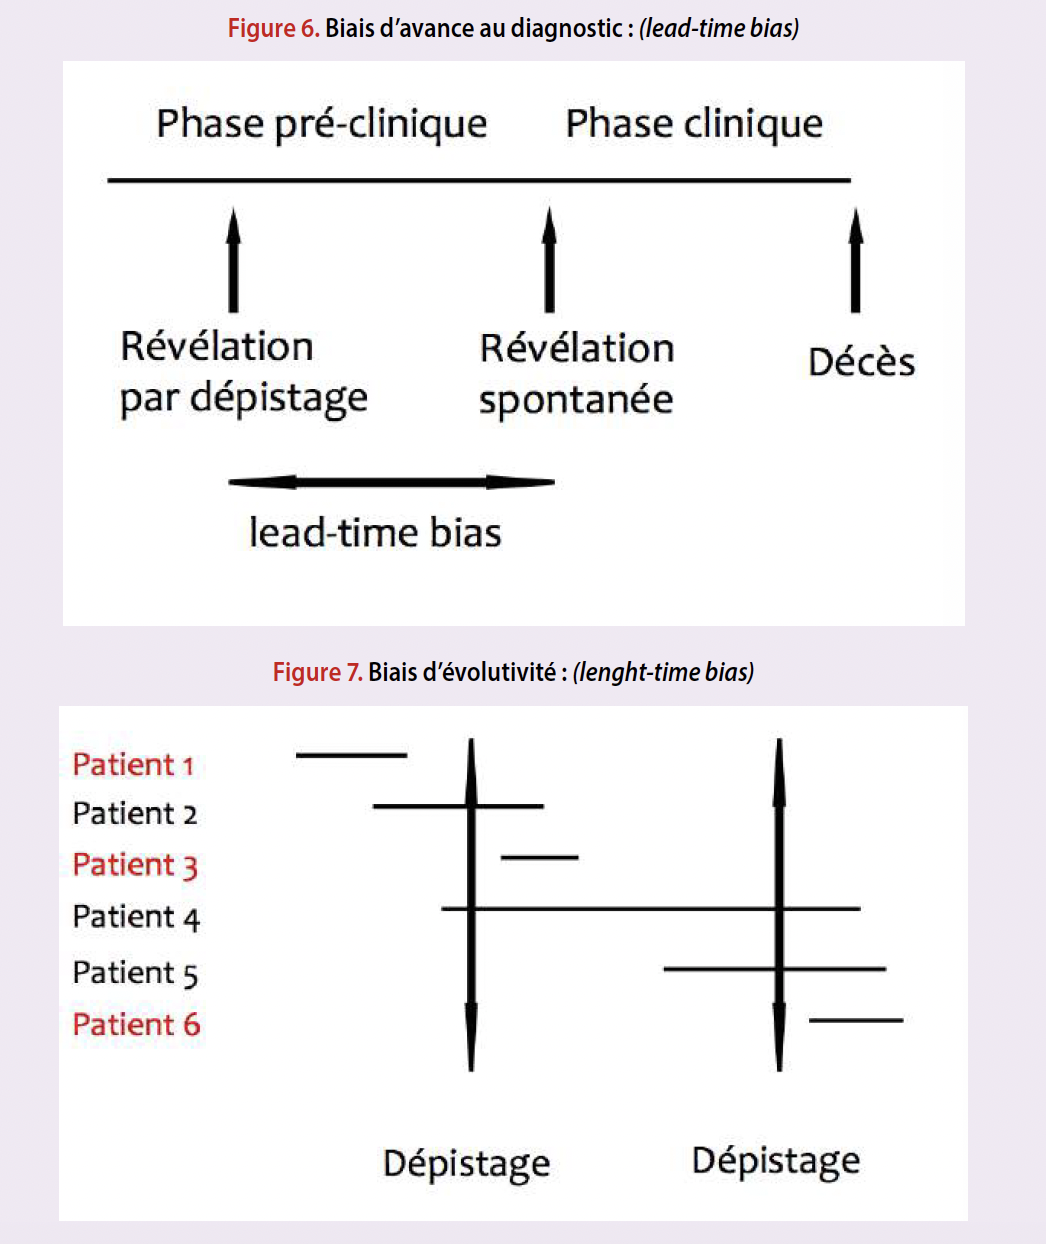 Figure 6. Biais d’avance au diagnostic : (lead-time bias)
Phase pré-clinique Phase clinique
Révélation
par dépistage
Révélation
spontanée
Décès
lead-time bias
Figure 7. Biais d’évolutivité : (lenght-time bias)
Patient 1
Patient 2
Patient 3
Patient 4
Patient 5
Patient 6
Dépistage Dépistage